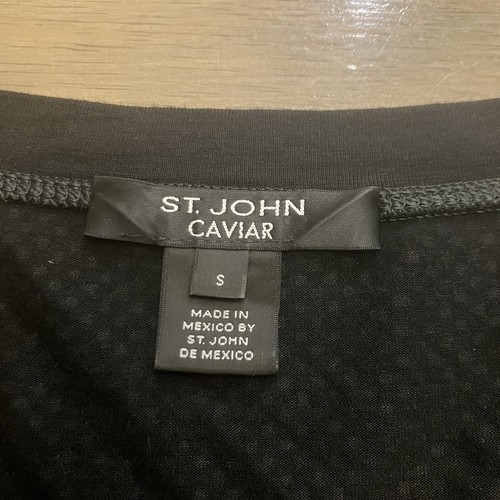 ST. JOHN
CAVIAR
S
MADE IN
MEXICO BY
ST. JOHN
DE MEXICO